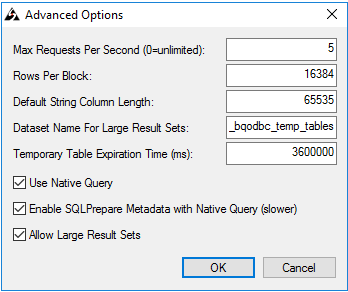 Advanced Options
Max Requests Per Second (0=unlimited): 5
Rows Per Block: 16384
Default String Column Length: 65535
Dataset Name For Large Result Sets: _bqodbc_temp_tables
Temporary Table Expiration Time (ms): 3600000
Use Native Query
Enable SQLPrepare Metadata with Native Query (slower)
Allow Large Result Sets
OK Cancel